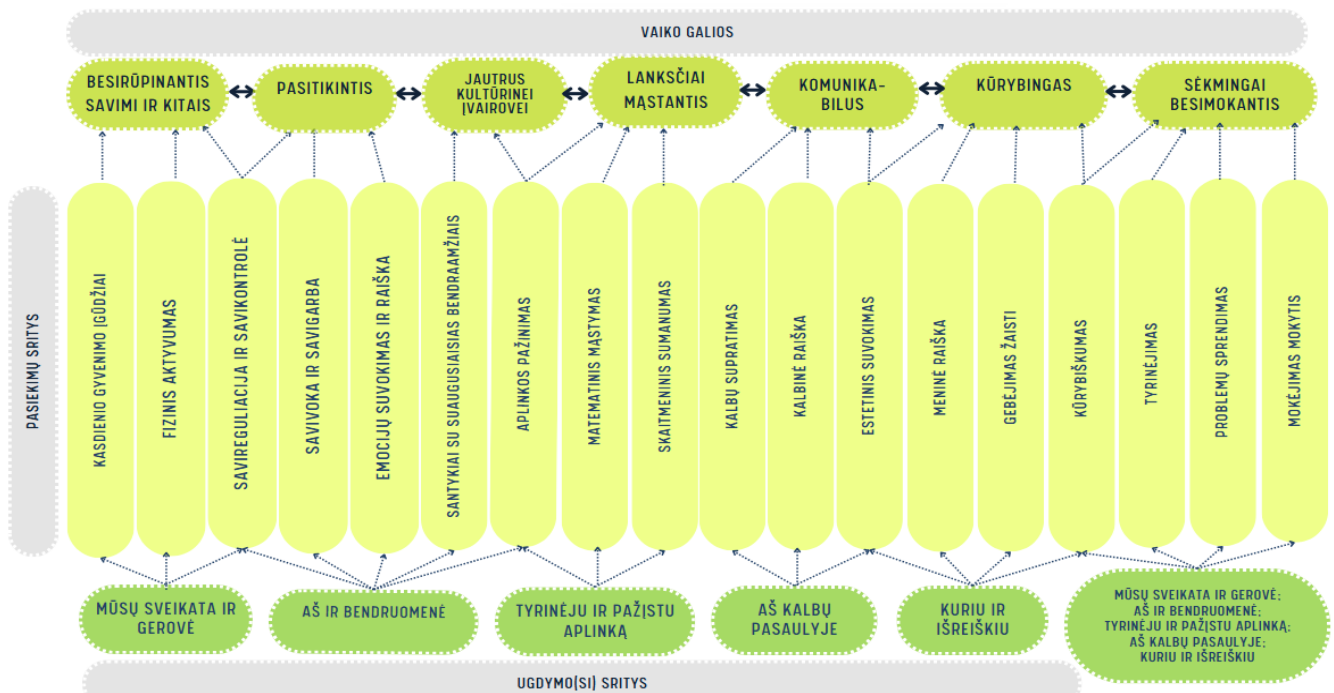 VAIKO GALIOS
BESIRŪPINANTIS
SAVIMI IR KITAIS
PASITIKINTIS
JAUTRUS
KULTŪRINEI
ĮVAIROVEI
LANKSČIAI
MĄSTANTIS
KOMUNIKA-
BILUS
KŪRYBINGAS
SĖKMINGAI
BESIMOKANTIS
PASIEKIMŲ SRITYS
KASDIENIO GYVENIMO ĮGŪDŽIAI
FIZINIS AKTYVUMAS
SAVIREGULIACIJA IR SAVIKONTROLĖ
SAVIVOKA IR SAVIGARBA
EMOCIJŲ SUVOKIMAS IR RAIŠKA
SANTYKIAI SU SUAUGUSIAISIAS BENDRAAMŽIAIS
APLINKOS PAŽINIMAS
MATEMATINIS MĄSTYMAS
SKAITMENINIS SUMANUMAS
KALBŲ SUPRATIMAS
KALBINĖ RAIŠKA
ESTETINIS SUVOKIMAS
MENINĖ RAIŠKA
GEBĖJIMAS ŽAISTI
KŪRYBIŠKUMAS
TYRINĖJIMAS
PROBLEMŲ SPRENDIMAS
MOKĖJIMAS MOKYTIS
MŪSŲ SVEIKATA IR
GEROVĖ
AŠ IR BENDRUOMENĖ
TYRINĖJU IR PAŽĮSTU
APLINKĄ
AŠ KALBŲ
PASAULYJE
KURIU IR
IŠREIŠKIU
MŪSŲ SVEIKATA IR GEROVĖ;
AŠ IR BENDRUOMENĖ;
TYRINĖJU IR PAŽĮSTU APLINKĄ;
AŠ KALBŲ PASAULYJE;
KURIU IR IŠREIŠKIU
UGDYMO(SI) SRITYS